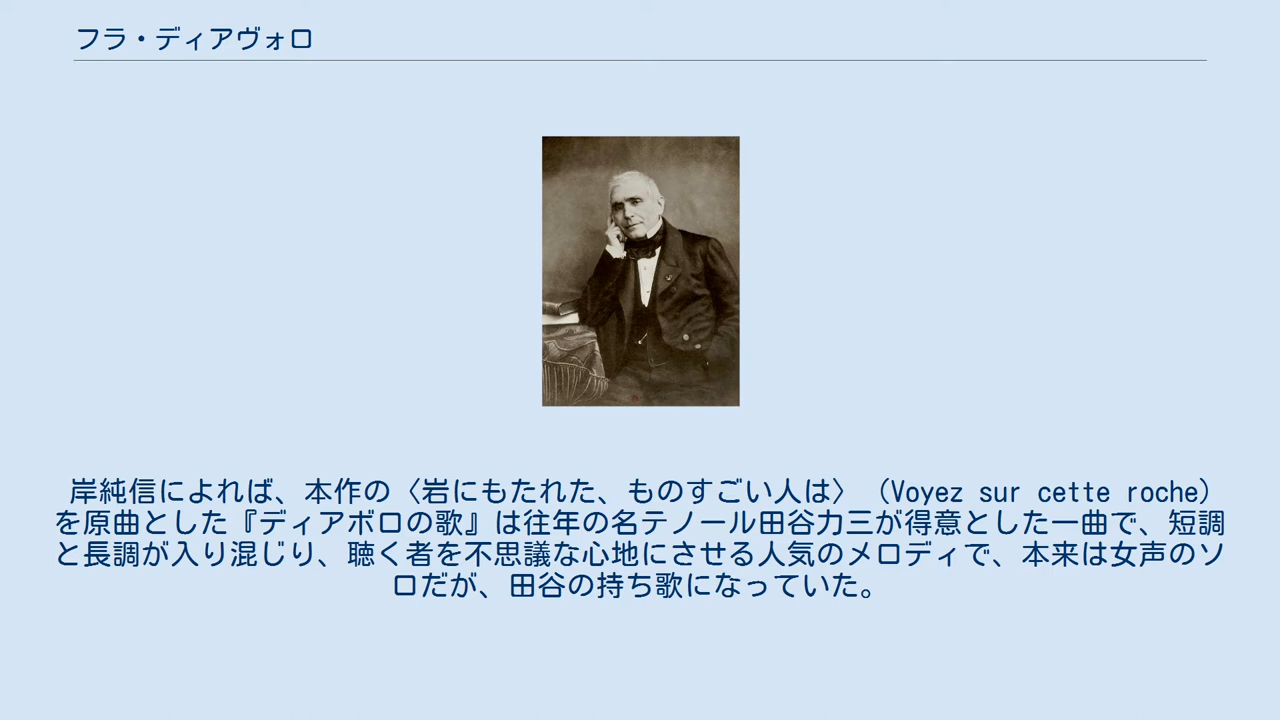 フラ・ディアヴォロ
岸純信によれば、本作の〈岩にもたれた、ものすごい人は〉（Voyez sur cette roche）
を原曲とした『ディアボロの歌』は往年の名テノール田谷力三が得意とした一曲で、短調
と長調が入り混じり、聴く者を不思議な心地にさせる人気のメロディで、本来は女声のソ
ロだが、田谷の持ち歌になっていた。